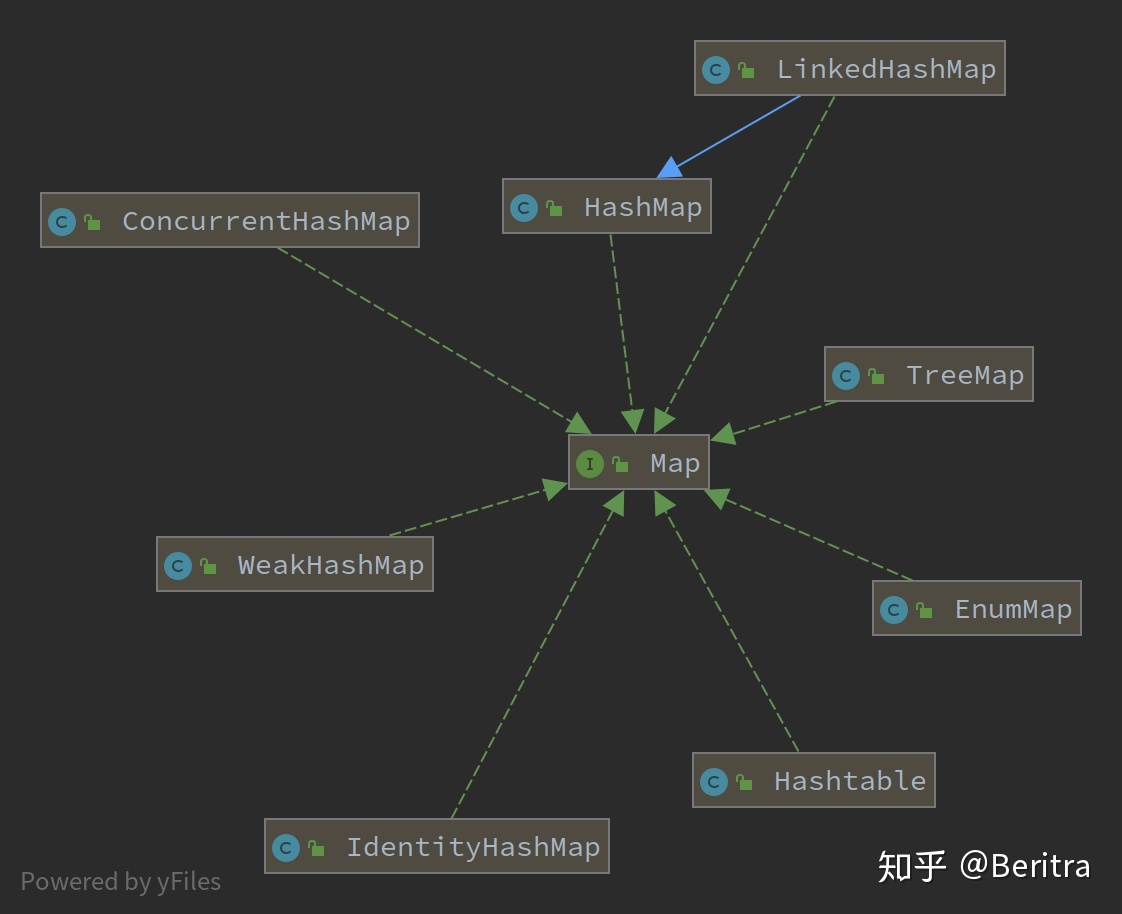 C LinkedHashMap
C HashMap
C ConcurrentHashMap
C TreeMap
I Map
C WeakHashMap
C EnumMap
C Hashtable
C IdentityHashMap
Powered by yFiles
知乎 @Beritra